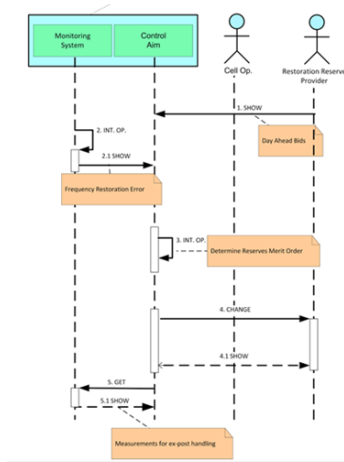 Monitoring
System
Control
Aim
Cell Op.
Restoration Reserve
Provider
1. SHOW
Day Ahead Bids
2. INT. OP.
2.1 SHOW
Frequency Restoration Error
3. INT. OP.
Determine Reserves Merit Order
4. CHANGE
4.1 SHOW
5. GET
5.1 SHOW
Measurements for ex-post handling